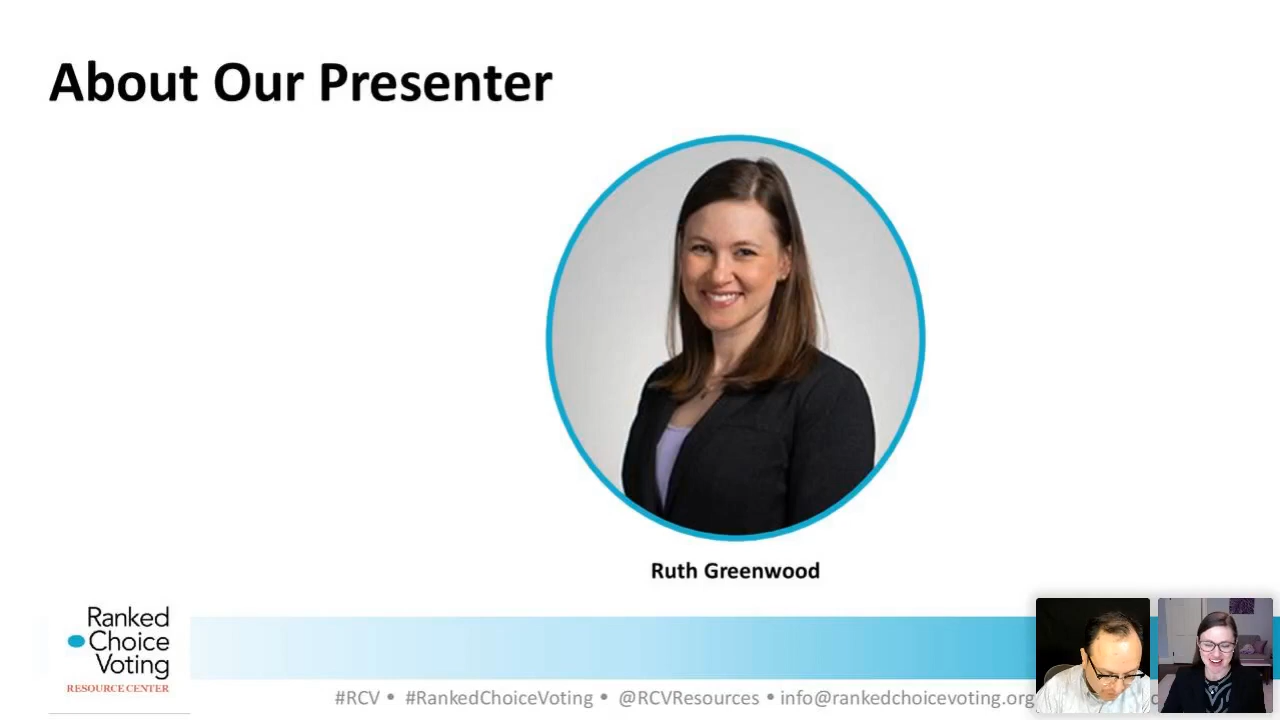 About Our Presenter
Ruth Greenwood
Ranked
Choice
Voting
RESOURCE CENTER
#RCV • #RankedChoiceVoting • @RCVResources • info@rankedchoicevoting.org